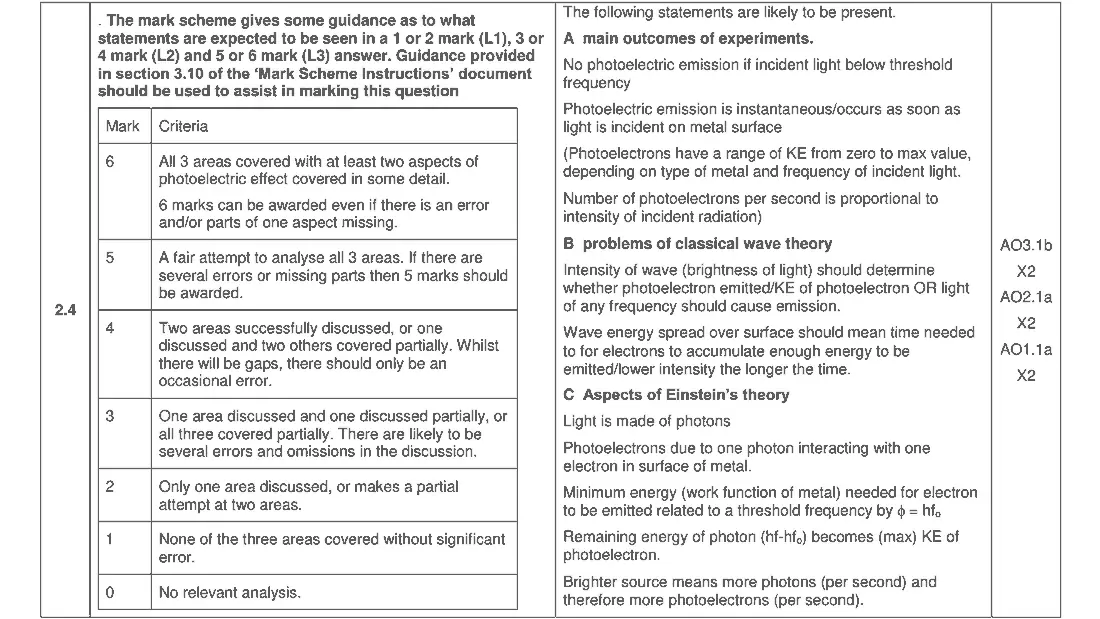 2.4
. The mark scheme gives some guidance as to what
statements are expected to be seen in a 1 or 2 mark (L1), 3 or
4 mark (L2) and 5 or 6 mark (L3) answer. Guidance provided
in section 3.10 of the ‘Mark Scheme Instructions’ document
should be used to assist in marking this question
Mark Criteria
6 All 3 areas covered with at least two aspects of
photoelectric effect covered in some detail.
6 marks can be awarded even if there is an error
and/or parts of one aspect missing.
5 A fair attempt to analyse all 3 areas. If there are
several errors or missing parts then 5 marks should
be awarded.
4 Two areas successfully discussed, or one
discussed and two others covered partially. Whilst
there will be gaps, there should only be an
occasional error.
3 One area discussed and one discussed partially, or
all three covered partially. There are likely to be
several errors and omissions in the discussion.
2 Only one area discussed, or makes a partial
attempt at two areas.
1 None of the three areas covered without significant
error.
0 No relevant analysis.
The following statements are likely to be present.
A main outcomes of experiments.
No photoelectric emission if incident light below threshold
frequency
Photoelectric emission is instantaneous/occurs as soon as
light is incident on metal surface
(Photoelectrons have a range of KE from zero to max value,
depending on type of metal and frequency of incident light.
Number of photoelectrons per second is proportional to
intensity of incident radiation)
B problems of classical wave theory
Intensity of wave (brightness of light) should determine
whether photoelectron emitted/KE of photoelectron OR light
of any frequency should cause emission.
Wave energy spread over surface should mean time needed
to for electrons to accumulate enough energy to be
emitted/lower intensity the longer the time.
C Aspects of Einstein’s theory
Light is made of photons
Photoelectrons due to one photon interacting with one
electron in surface of metal.
Minimum energy (work function of metal) needed for electron
to be emitted related to a threshold frequency by ϕ = hf₀
Remaining energy of photon (hf-hf₀) becomes (max) KE of
photoelectron.
Brighter source means more photons (per second) and
therefore more photoelectrons (per second).
AO3.1b
X2
AO2.1a
X2
AO1.1a
X2